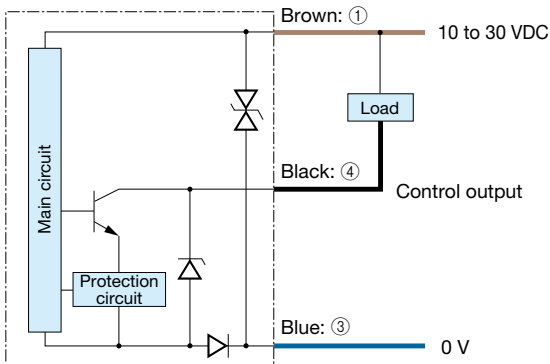 Brown: ①
10 to 30 VDC
Load
Main circuit
Black: ④
Control output
Protection
circuit
Blue: ③
0 V